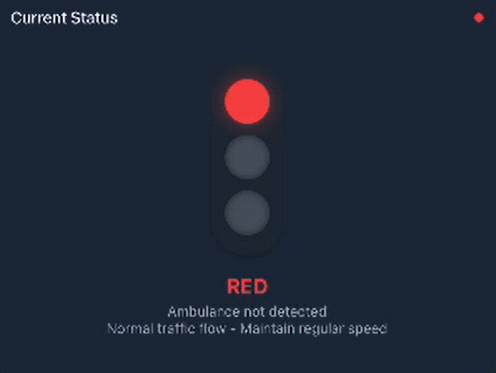 Current Status
RED
Ambulance not detected
Normal traffic flow - Maintain regular speed